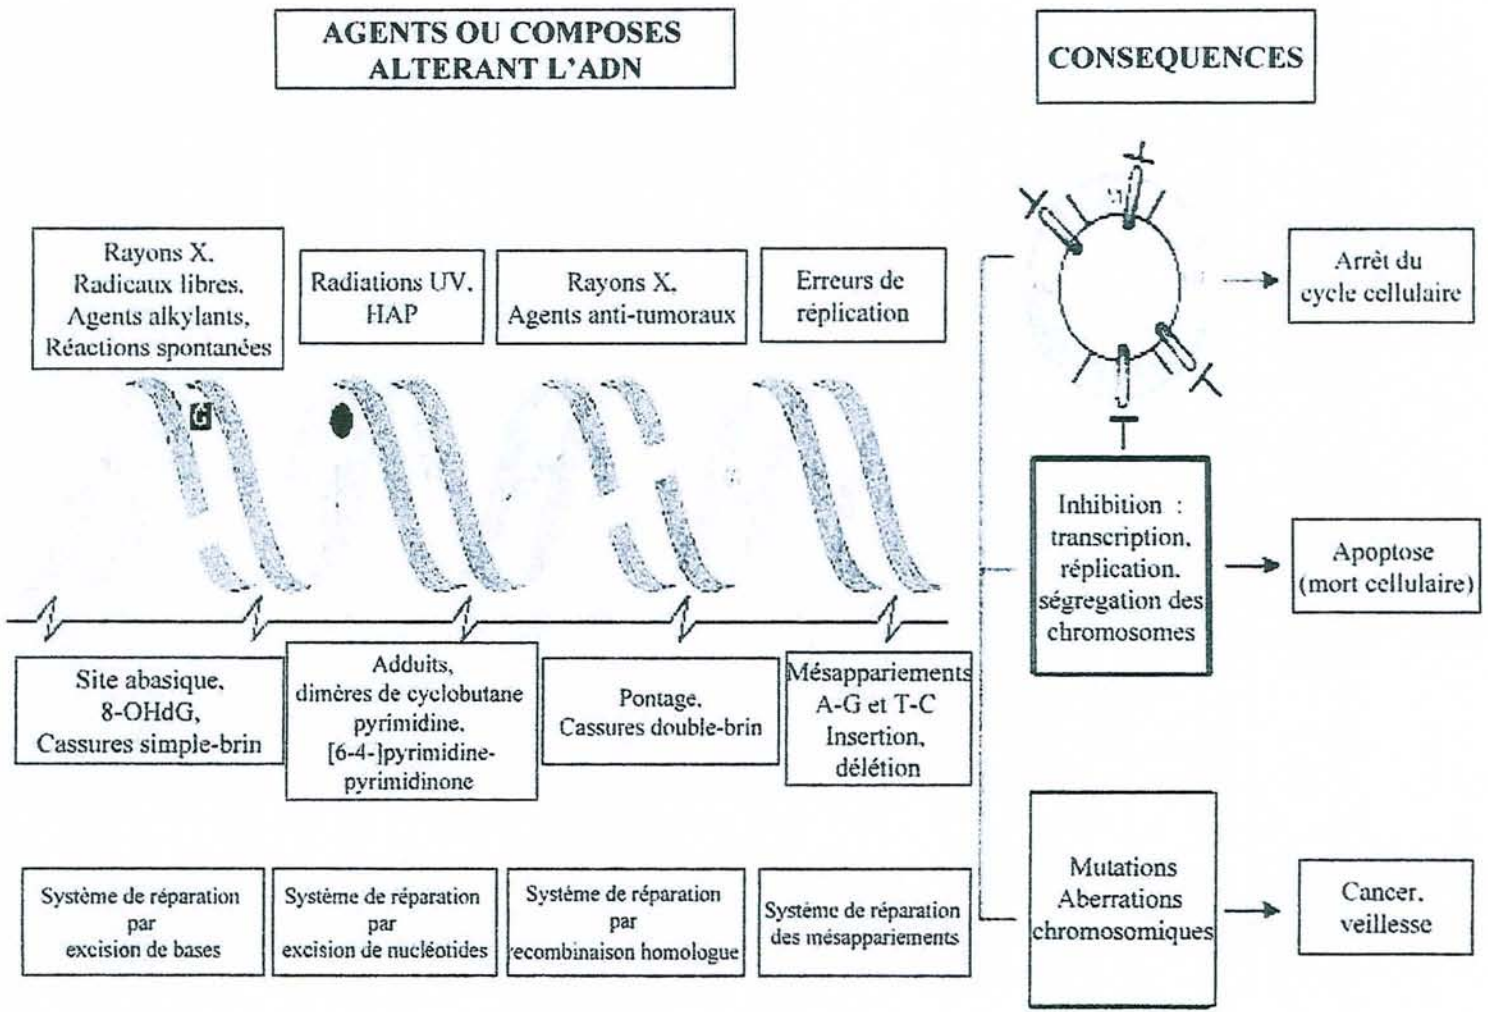 AGENTS OU COMPOSES
ALTERANT L'ADN
CONSEQUENCES
Rayons X,
Radicaux libres,
Agents alkylants,
Réactions spontanées
Radiations UV,
HAP
Rayons X,
Agents anti-tumoraux
Erreurs de
réplication
Arrêt du
cycle cellulaire
G
Inhibition :
transcription,
réplication,
ségregation des
chromosomes
Apoptose
(mort cellulaire)
Site abasique,
8-OHdG,
Cassures simple-brin
Adduits,
dimères de cyclobutane
pyrimidine,
[6-4-]pyrimidine-
pyrimidinone
Pontage,
Cassures double-brin
Mésappariements
A-G et T-C
Insertion,
délétion
Mutations
Aberrations
chromosomiques
Cancer,
veillesse
Système de réparation
par
excision de bases
Système de réparation
par
excision de nucléotides
Système de réparation
par
recombinaison homologue
Système de réparation
des mésappariements